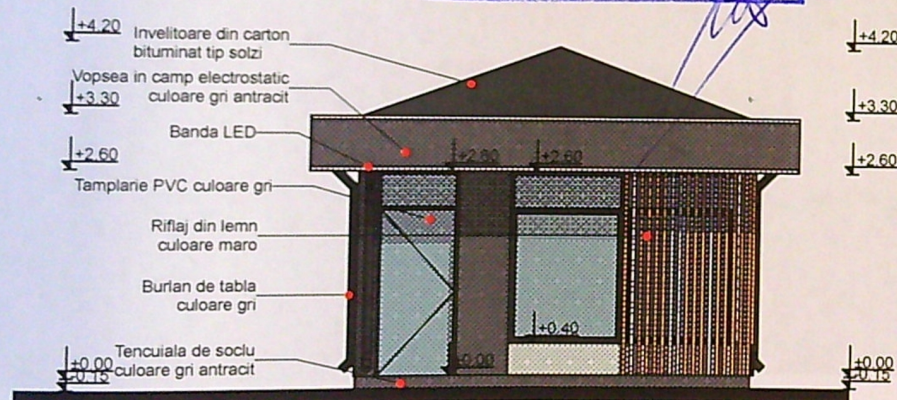 +4.20
Invelitoare din carton
bituminat tip solzi
+4.20
Vopsea in camp electrostatic
culoare gri antracit
+3.30
+3.30
Banda LED
+2.60
+2.60
+2.60
+2.60
Tamplarie PVC culoare gri
Riflaj din lemn
culoare maro
Burlan de tabla
culoare gri
+0.40
Tencuiala de soclu
culoare gri antracit
±0.00
-0.15
±0.00
±0.00
-0.15